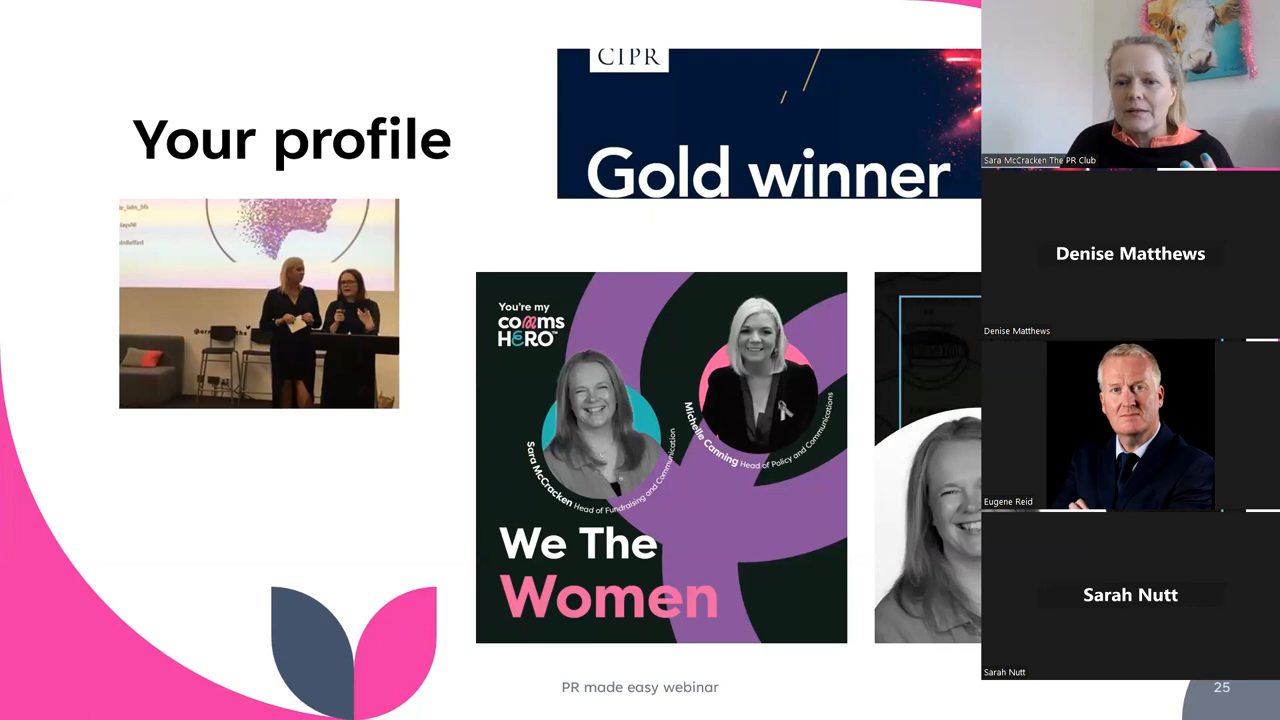 CIPR
Your profile
Gold winner
Sara McCracken The PR Club
Denise Matthews
Denise Matthews
You're my
comms
HERO™
Sara McCracken Head of Fundraising and Communication
Michelle Canning Head of Policy and Communications
We The
Women
Eugene Reid
Sarah Nutt
Sarah Nutt
PR made easy webinar
25